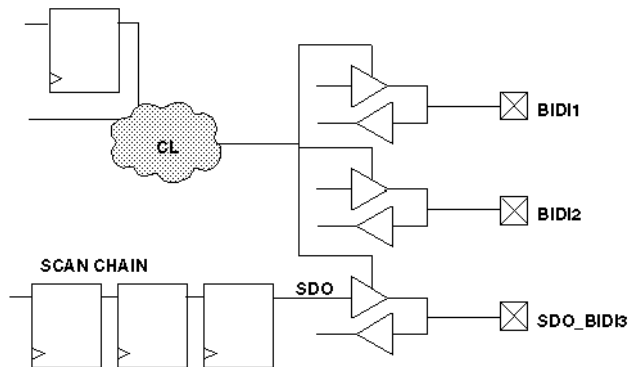 BIDI1
CL
BIDI2
SCAN CHAIN
SDO
SDO_BIDI3